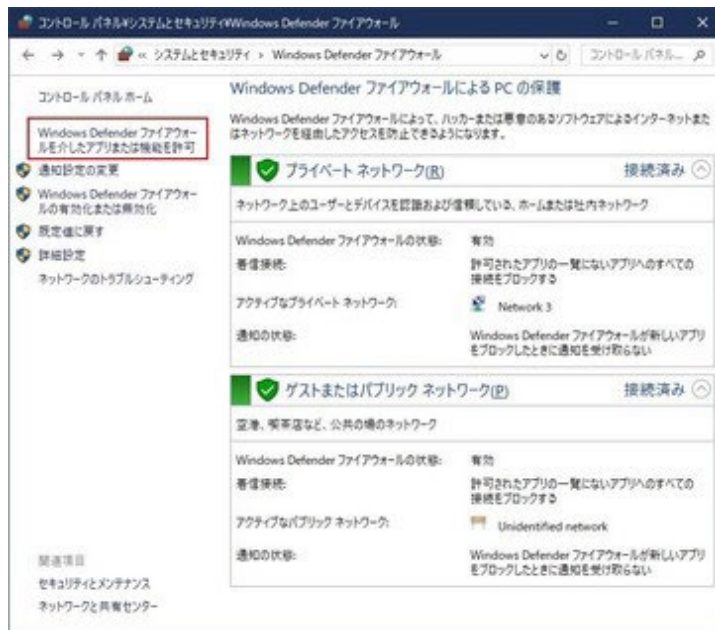 コントロール パネル¥システムとセキュリティ¥Windows Defender ファイアウォール
« システムとセキュリティ › Windows Defender ファイアウォール
コントロール パネル...
コントロール パネル ホーム
Windows Defender ファイアウォー
ルを介したアプリまたは機能を許可
通知設定の変更
Windows Defender ファイアウォー
ルの有効化または無効化
既定値に戻す
詳細設定
ネットワークのトラブルシューティング
関連項目
セキュリティとメンテナンス
ネットワークと共有センター
Windows Defender ファイアウォールによる PC の保護
Windows Defender ファイアウォールによって、ハッカーまたは悪意のあるソフトウェアによるインターネットまた
はネットワークを経由したアクセスを防止できるようになります。
プライベート ネットワーク(R) 接続済み
ネットワーク上のユーザーとデバイスを認識および信頼している、ホームまたは社内ネットワーク
Windows Defender ファイアウォールの状態: 有効
着信接続: 許可されたアプリの一覧にないアプリへのすべての
接続をブロックする
アクティブなプライベート ネットワーク: Network 3
通知の状態: Windows Defender ファイアウォールが新しいアプリ
をブロックしたときに通知を受け取らない
ゲストまたはパブリック ネットワーク(P) 接続済み
空港、喫茶店など、公共の場のネットワーク
Windows Defender ファイアウォールの状態: 有効
着信接続: 許可されたアプリの一覧にないアプリへのすべての
接続をブロックする
アクティブなパブリック ネットワーク: Unidentified network
通知の状態: Windows Defender ファイアウォールが新しいアプリ
をブロックしたときに通知を受け取らない